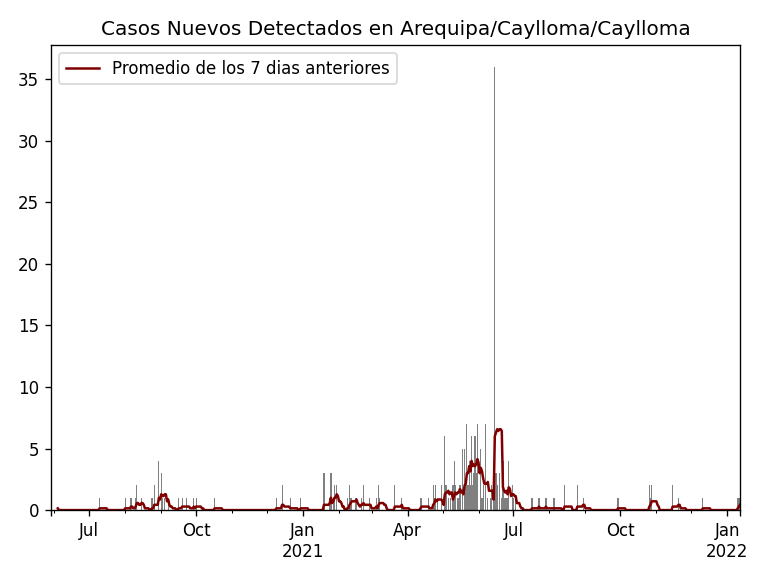 Casos Nuevos Detectados en Arequipa/Caylloma/Caylloma
Promedio de los 7 dias anteriores
35
30
25
20
15
10
5
0
Jul
Oct
Jan
2021
Apr
Jul
Oct
Jan
2022